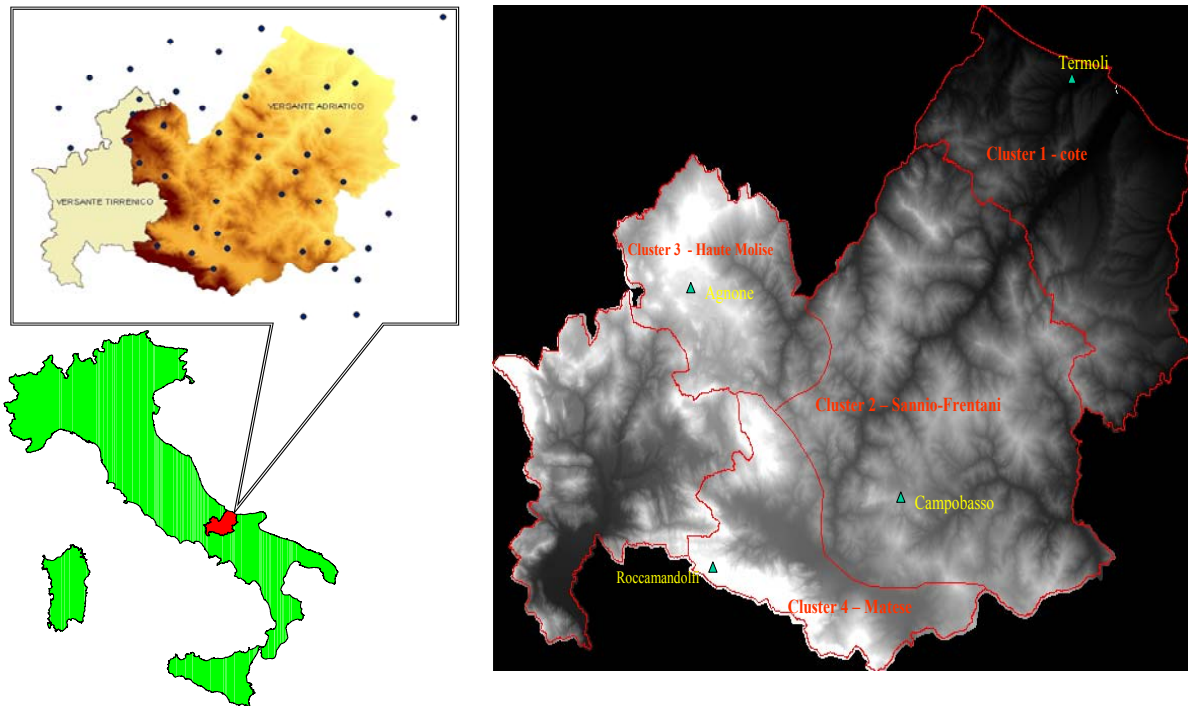 VERSANTE ADRIATICO
VERSANTE TIRRENICO
Termoli
Cluster 1 - cote
Cluster 3 - Haute Molise
Agnone
Cluster 2 – Sannio-Frentani
Campobasso
Roccamandolfi
Cluster 4 – Matese